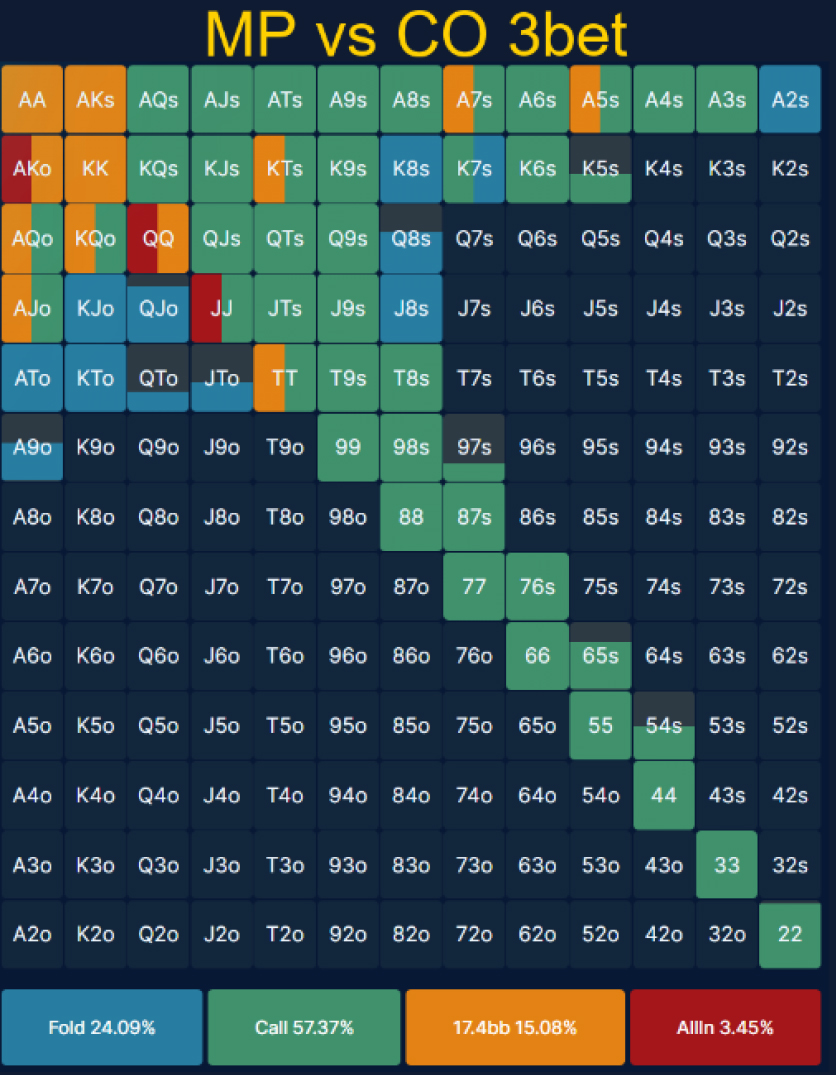 MP vs CO 3bet
AA AKs AQs AJs ATs A9s A8s A7s A6s A5s A4s A3s A2s
AKo KK KQs KJs KTs K9s K8s K7s K6s K5s K4s K3s K2s
AQo KQo QQ QJs QTs Q9s Q8s Q7s Q6s Q5s Q4s Q3s Q2s
AJo KJo QJo JJ JTs J9s J8s J7s J6s J5s J4s J3s J2s
ATo KTo QTo JTo TT T9s T8s T7s T6s T5s T4s T3s T2s
A9o K9o Q9o J9o T9o 99 98s 97s 96s 95s 94s 93s 92s
A8o K8o Q8o J8o T8o 98o 88 87s 86s 85s 84s 83s 82s
A7o K7o Q7o J7o T7o 97o 87o 77 76s 75s 74s 73s 72s
A6o K6o Q6o J6o T6o 96o 86o 76o 66 65s 64s 63s 62s
A5o K5o Q5o J5o T5o 95o 85o 75o 65o 55 54s 53s 52s
A4o K4o Q4o J4o T4o 94o 84o 74o 64o 54o 44 43s 42s
A3o K3o Q3o J3o T3o 93o 83o 73o 63o 53o 43o 33 32s
A2o K2o Q2o J2o T2o 92o 82o 72o 62o 52o 42o 32o 22
Fold 24.09% Call 57.37% 17.4bb 15.08% AllIn 3.45%